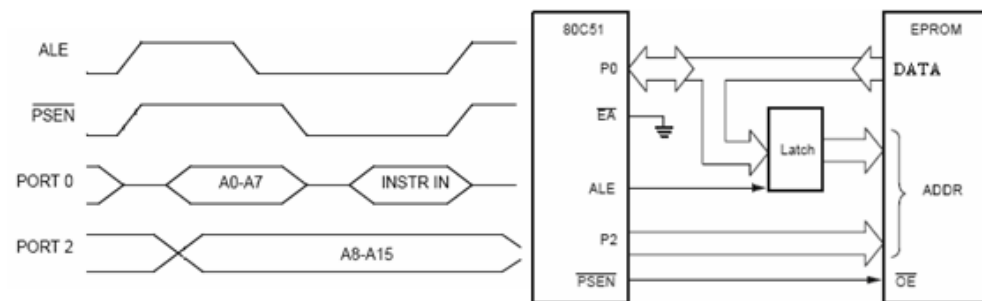 ALE
PSEN
PORT 0
A0-A7
INSTR IN
PORT 2
A8-A15
80C51
EPROM
P0
DATA
EA
Latch
ALE
ADDR
P2
PSEN
OE